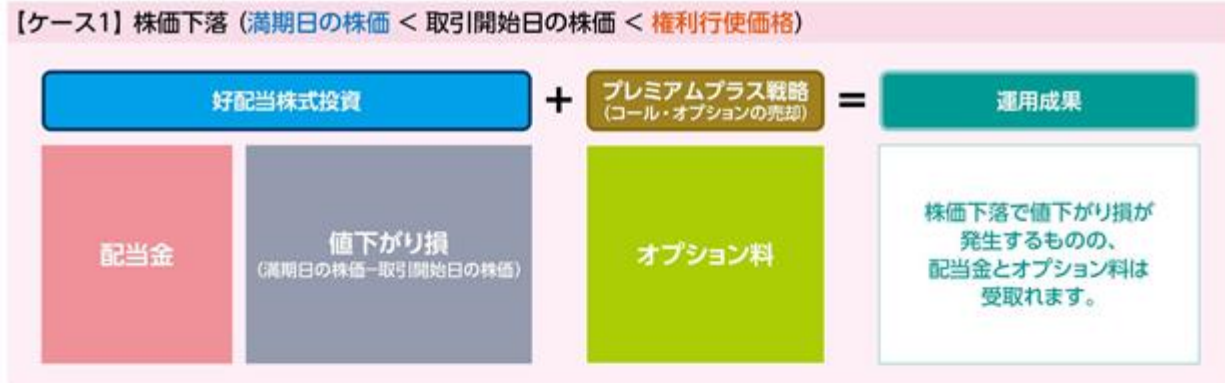 【ケース1】株価下落（満期日の株価 < 取引開始日の株価 < 権利行使価格）
好配当株式投資
+
プレミアムプラス戦略
（コール・オプションの売却）
=
運用成果
配当金
値下がり損
（満期日の株価−取引開始日の株価）
オプション料
株価下落で値下がり損が
発生するものの、
配当金とオプション料は
受取れます。